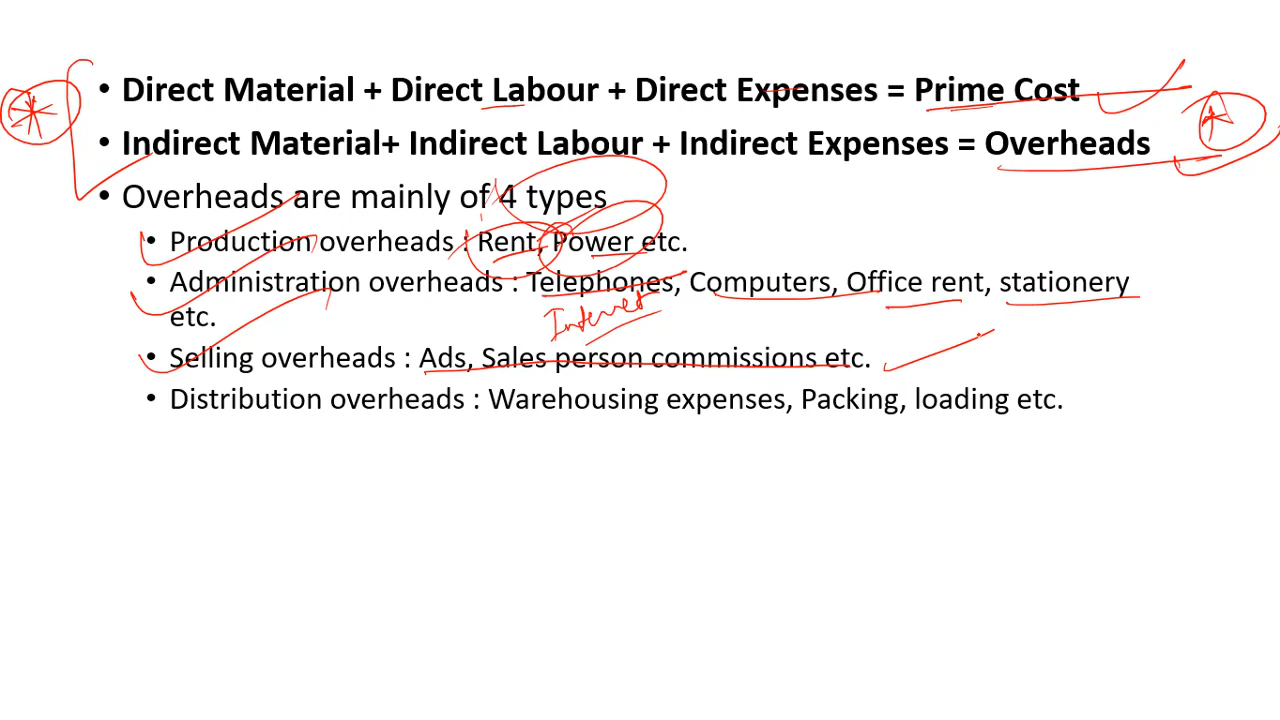 • Direct Material + Direct Labour + Direct Expenses = Prime Cost
• Indirect Material+ Indirect Labour + Indirect Expenses = Overheads
• Overheads are mainly of 4 types
• Production overheads : Rent, Power etc.
• Administration overheads : Telephones, Computers, Office rent, stationery
etc.
Internet
• Selling overheads : Ads, Sales person commissions etc.
• Distribution overheads : Warehousing expenses, Packing, loading etc.